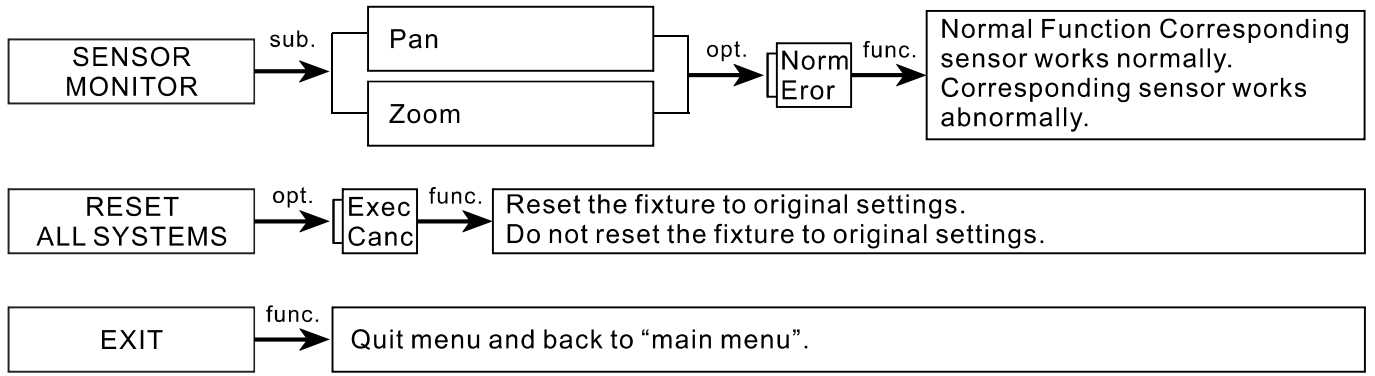 SENSOR
MONITOR
sub.
Pan
Zoom
opt.
Norm
Eror
func.
Normal Function Corresponding
sensor works normally.
Corresponding sensor works
abnormally.
RESET
ALL SYSTEMS
opt.
Exec
Canc
func.
Reset the fixture to original settings.
Do not reset the fixture to original settings.
EXIT
func.
Quit menu and back to “main menu”.